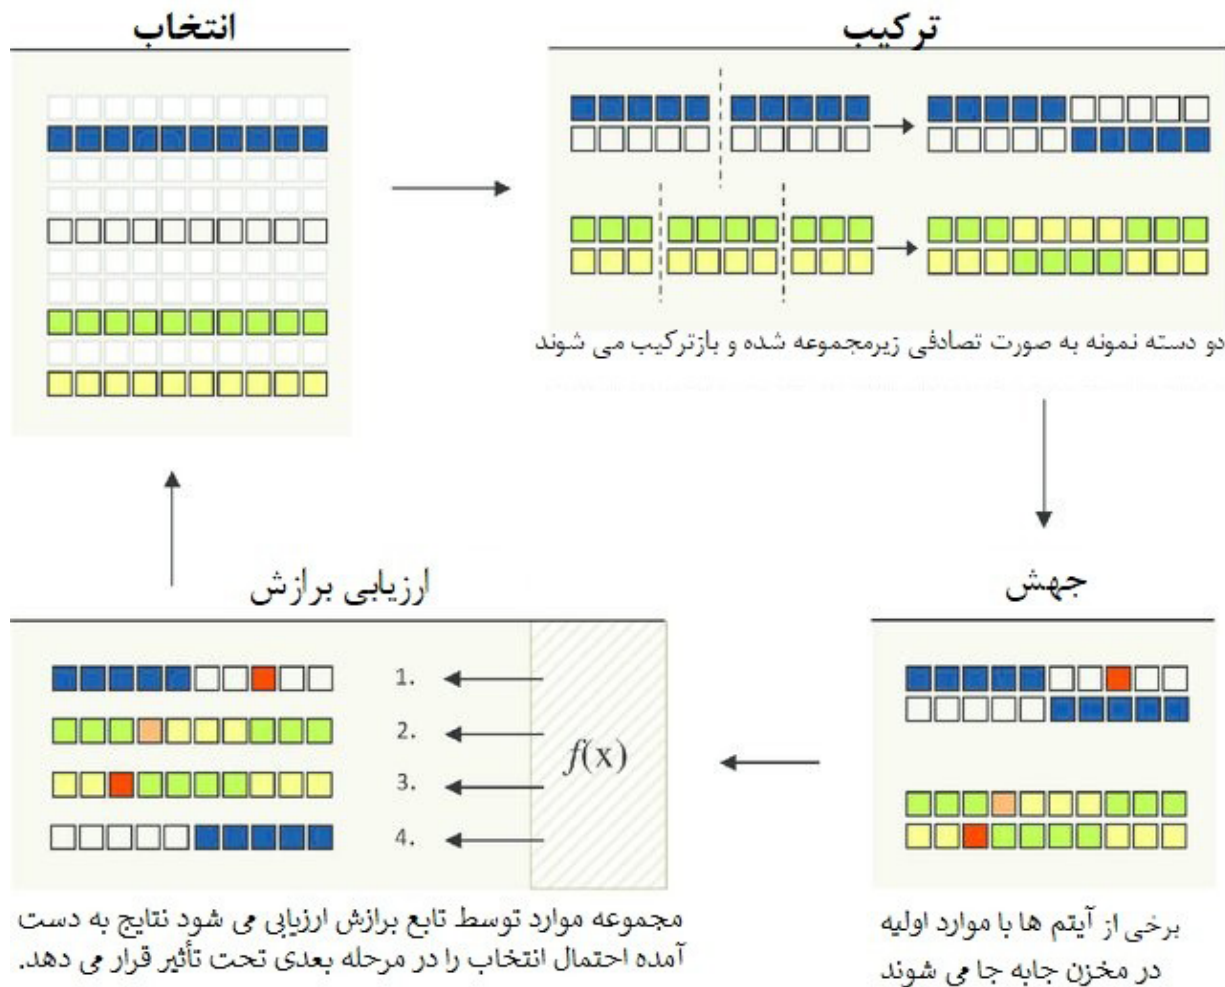 انتخاب
ترکیب
دو دسته نمونه به صورت تصادفی زیرمجموعه شده و بازترکیب می شوند
جهش
برخی از آیتم ها با موارد اولیه
در مخزن جابه جا می شوند
ارزیابی برازش
1.
2.
3.
4.
f(x)
مجموعه موارد توسط تابع برازش ارزیابی می شود نتایج به دست
آمده احتمال انتخاب را در مرحله بعدی تحت تأثیر قرار می دهد.